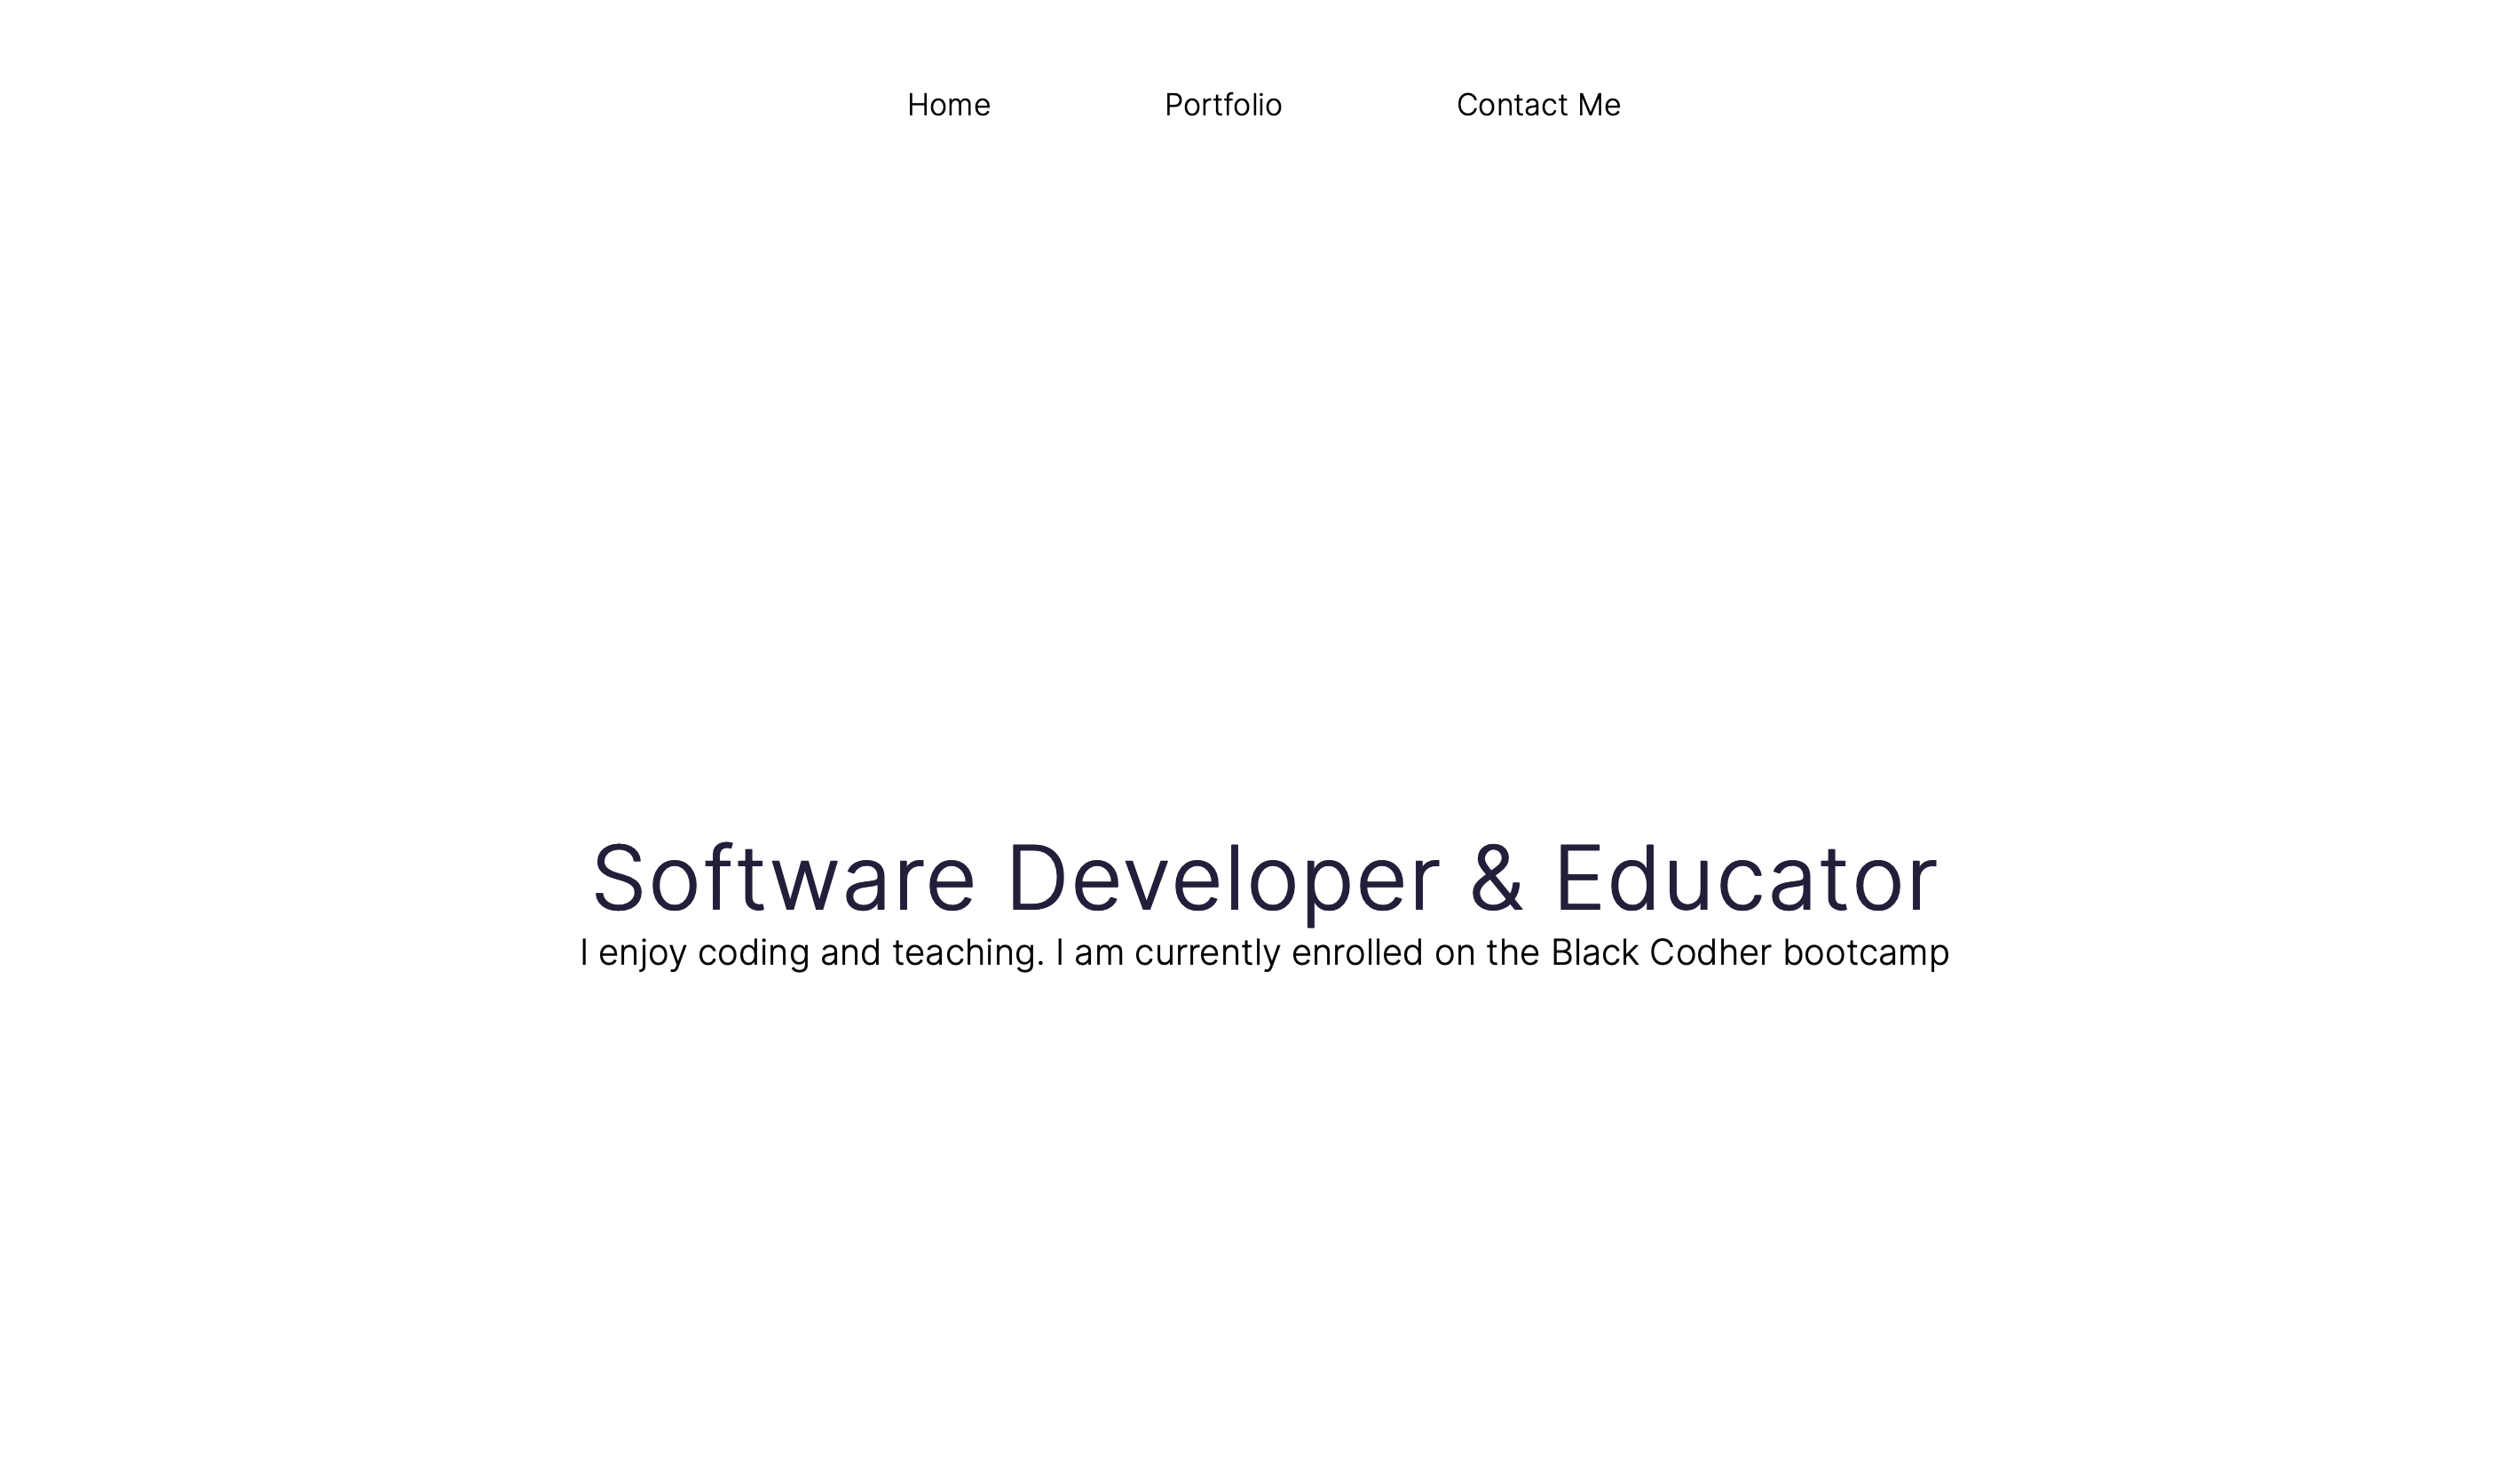 Home Portfolio Contact Me
Software Developer & Educator
I enjoy coding and teaching. I am currently enrolled on the Black Codher bootcamp